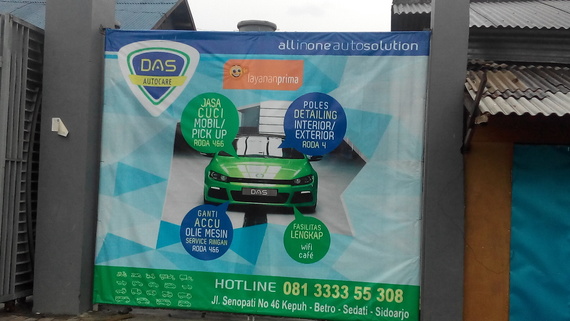 DAS
AUTOCARE
allinoneautosolution
layananprima
JASA
CUCI
MOBIL/
PICK UP
RODA 4&6
POLES
DETAILING
INTERIOR/
EXTERIOR
RODA 4
DAS
GANTI
ACCU
OLIE MESIN
SERVICE RINGAN
RODA 4&6
FASILITAS
LENGKAP
wifi
café
HOTLINE 081 3333 55 308
Jl. Senopati No 46 Kepuh - Betro - Sedati - Sidoarjo